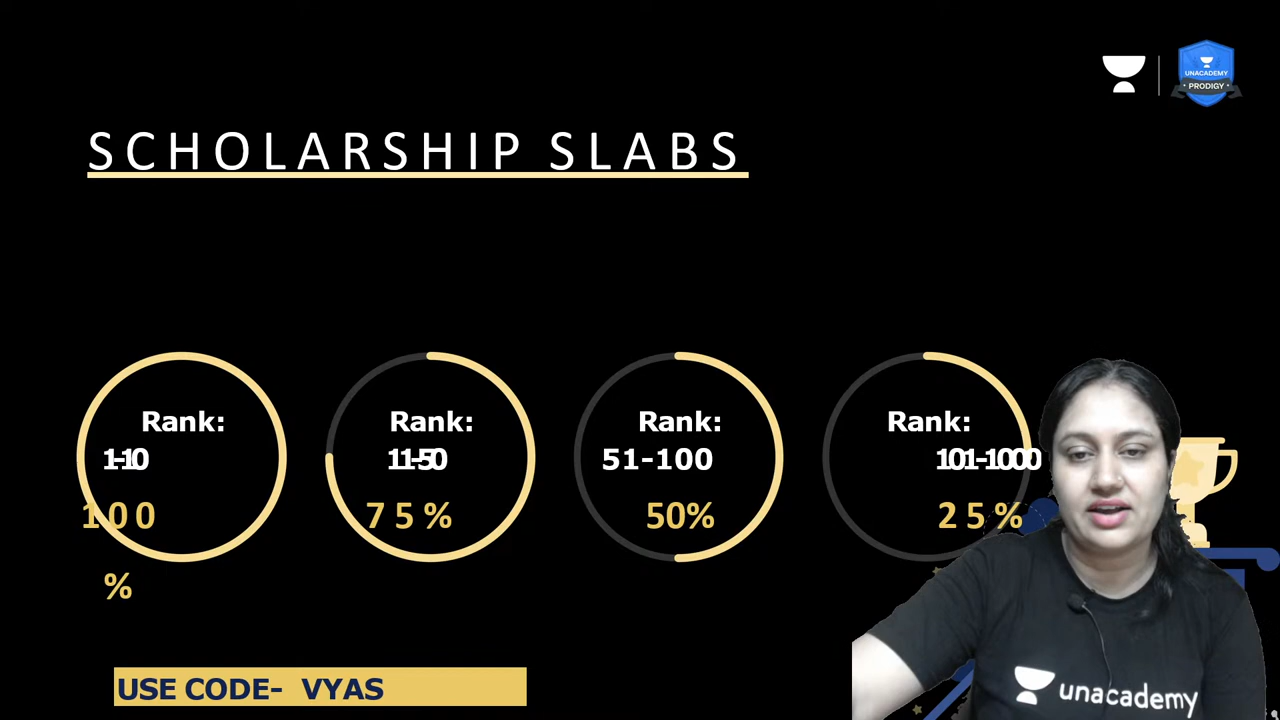 UNACADEMY
PRODIGY
SCHOLARSHIP SLABS
Rank:
1-10
100
%
Rank:
11-50
75%
Rank:
51-100
50%
Rank:
101-1000
25%
USE CODE- VYAS
unacademy